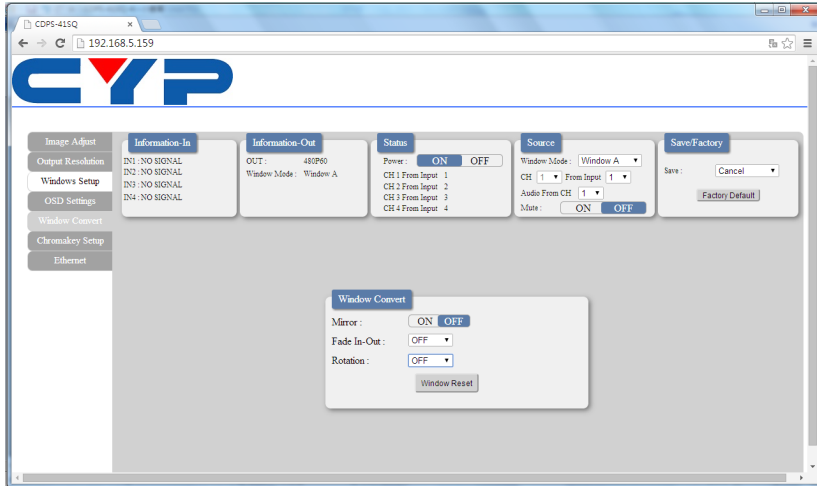 CDPS-41SQ
192.168.5.159
CYP
Image Adjust
Output Resolution
Windows Setup
OSD Settings
Window Convert
Chromakey Setup
Ethernet
Information-In
IN1 : NO SIGNAL
IN2 : NO SIGNAL
IN3 : NO SIGNAL
IN4 : NO SIGNAL
Information-Out
OUT : 480P60
Window Mode : Window A
Status
Power : ON OFF
CH 1 From Input 1
CH 2 From Input 2
CH 3 From Input 3
CH 4 From Input 4
Source
Window Mode : Window A
CH 1 From Input 1
Audio From CH 1
Mute : ON OFF
Save/Factory
Save : Cancel
Factory Default
Window Convert
Mirror : ON OFF
Fade In-Out : OFF
Rotation : OFF
Window Reset